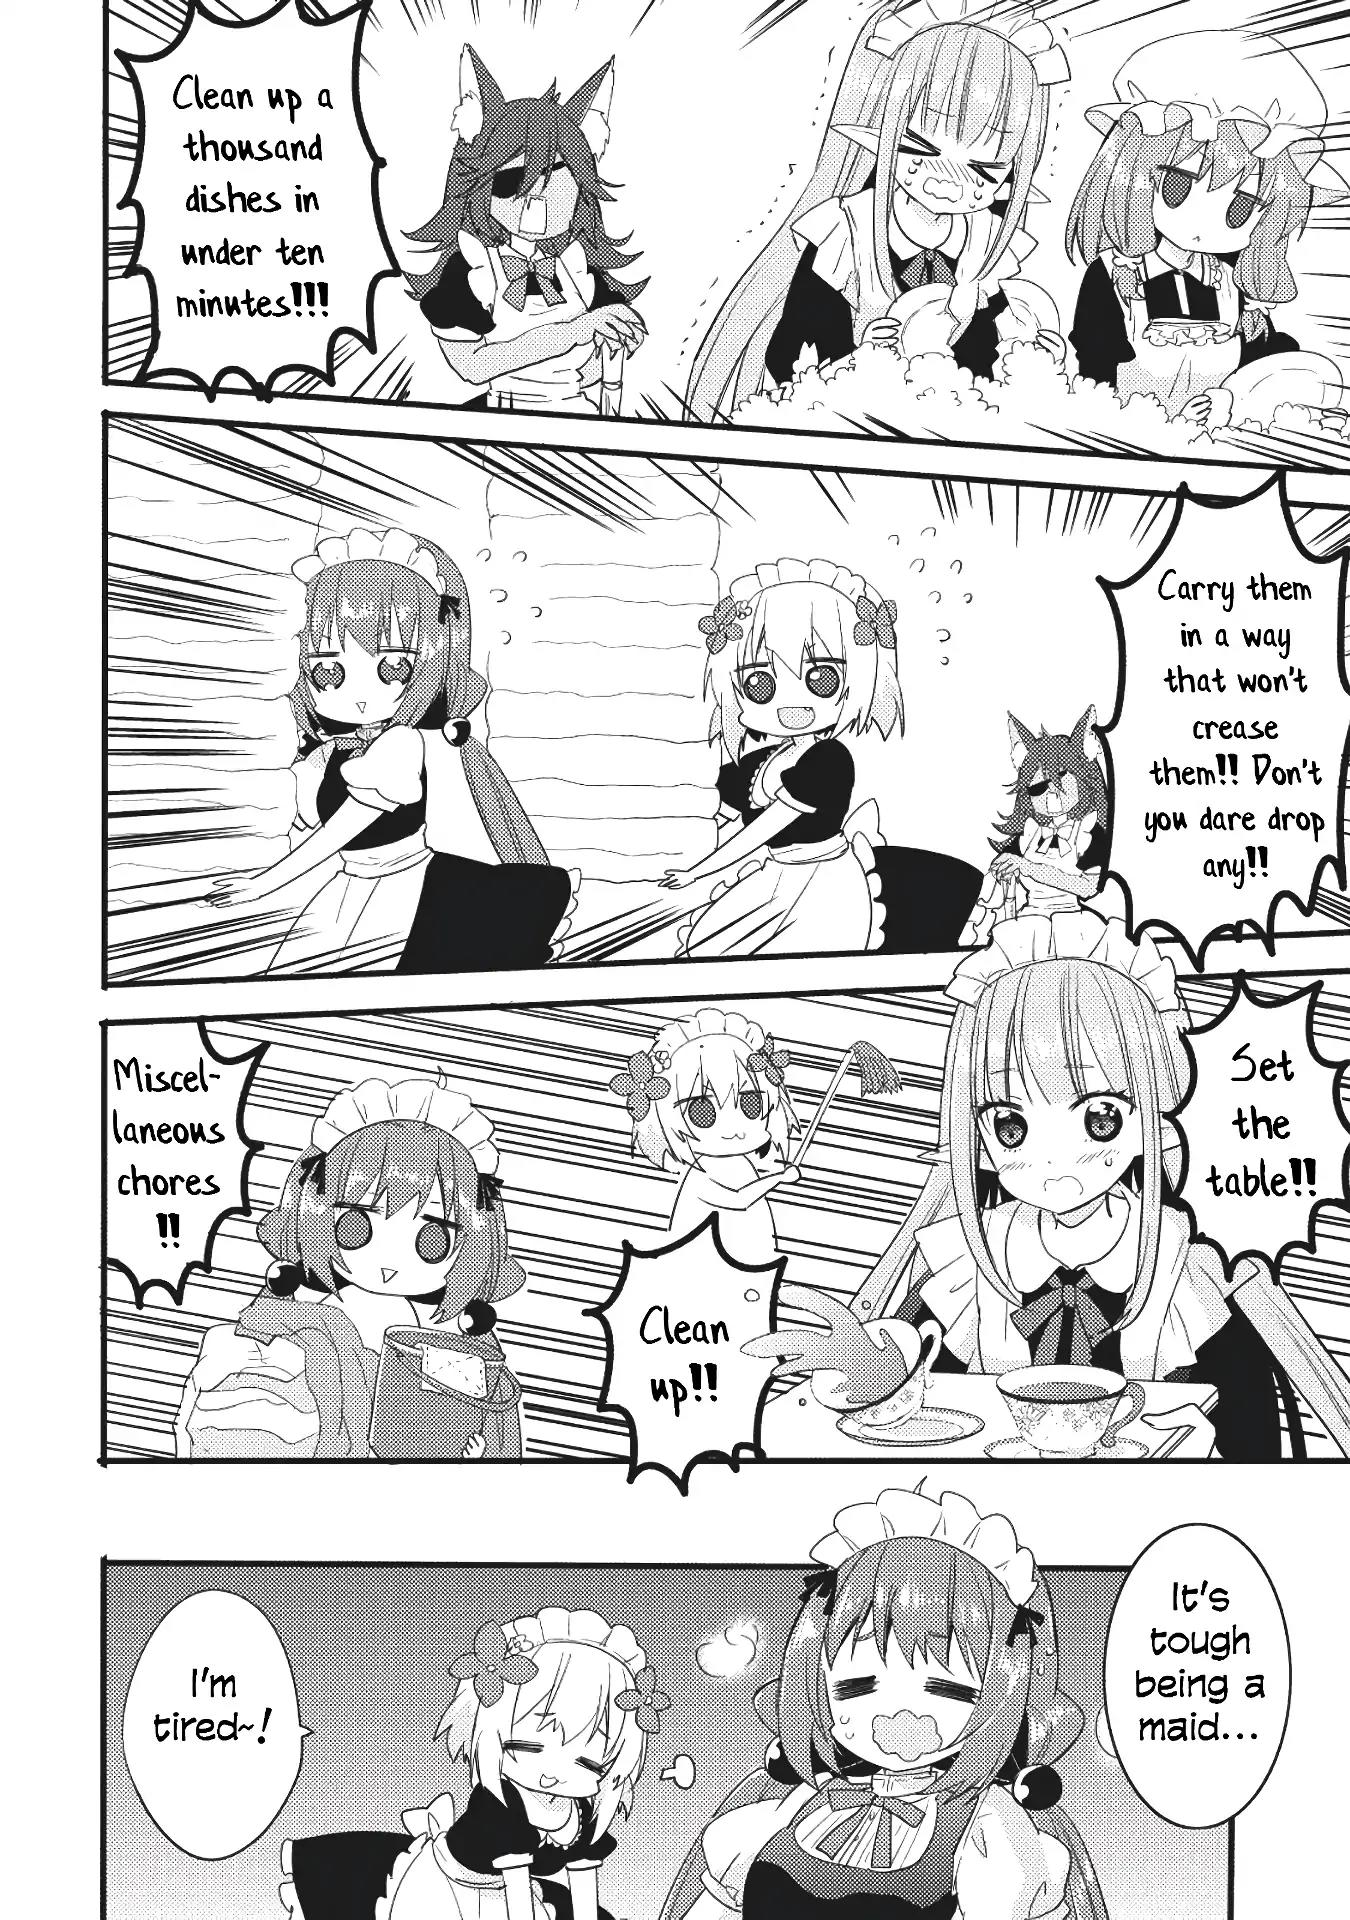 Clean up a
thousand
dishes in
under ten
minutes!!!
Carry them
in a way
that won't
crease
them!! Don't
you dare drop
any!!
Set
the
table!!
Clean
up!!
Miscel-
laneous
chores
!!
It's
tough
being a
maid...
I'm
tired~!